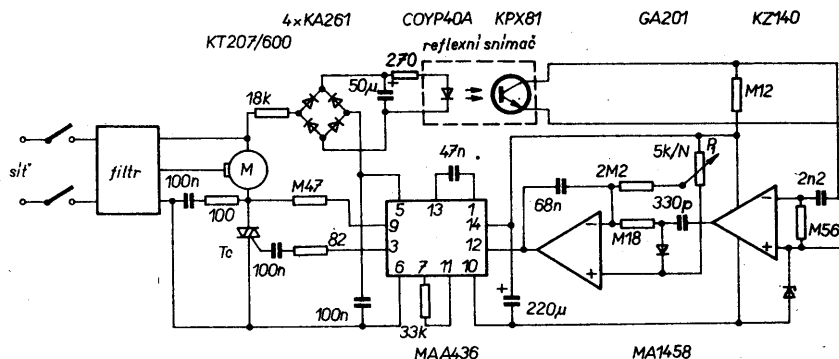 4×KA261 COYP40A KPX81 GA201 KZ140
KT207/600 reflexní snímač
270
50μ
+
18k
M12
síť
filtr
M
47n
5k/N
P1
2M2
2n2
100n
100
M47
68n
330p
M18
M56
5 13 1
9 14
3 12
6 7 11 10
Tc
82
100n
100n
33k
+
220μ
−
+
−
+
MAA436 MA1458